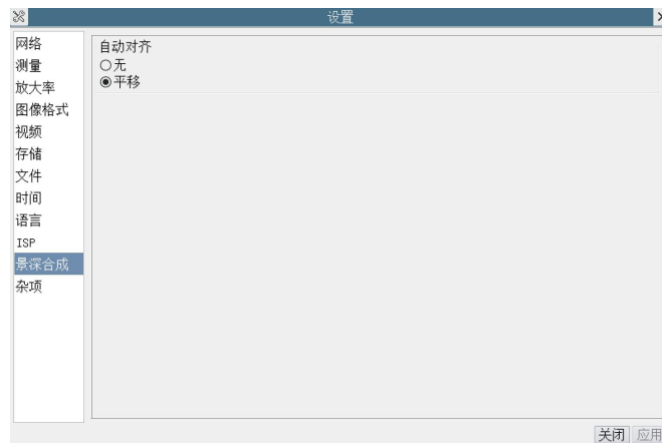 设置
网络
测量
放大率
图像格式
视频
存储
文件
时间
语言
ISP
景深合成
杂项
自动对齐
无
平移
关闭
应用